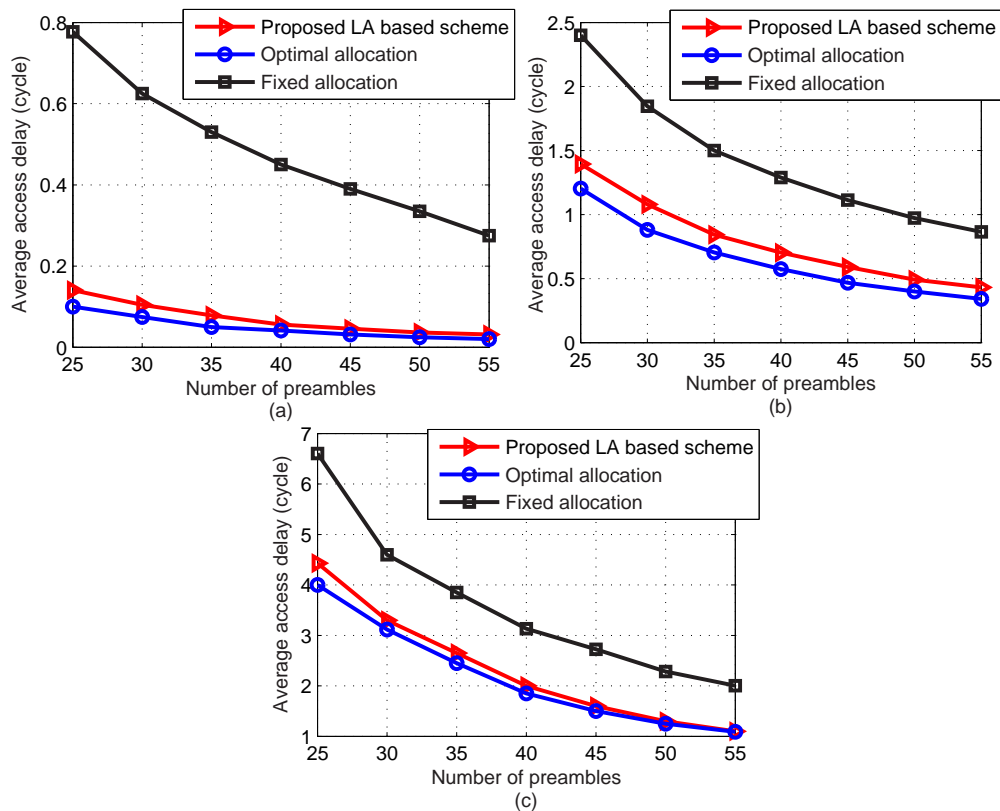 Proposed LA based scheme
Optimal allocation
Fixed allocation
Average access delay (cycle)
0.8
0.6
0.4
0.2
0
25 30 35 40 45 50 55
Number of preambles
(a)
Proposed LA based scheme
Optimal allocation
Fixed allocation
Average access delay (cycle)
2.5
2
1.5
1
0.5
0
25 30 35 40 45 50 55
Number of preambles
(b)
Proposed LA based scheme
Optimal allocation
Fixed allocation
Average access delay (cycle)
7
6
5
4
3
2
1
25 30 35 40 45 50 55
Number of preambles
(c)